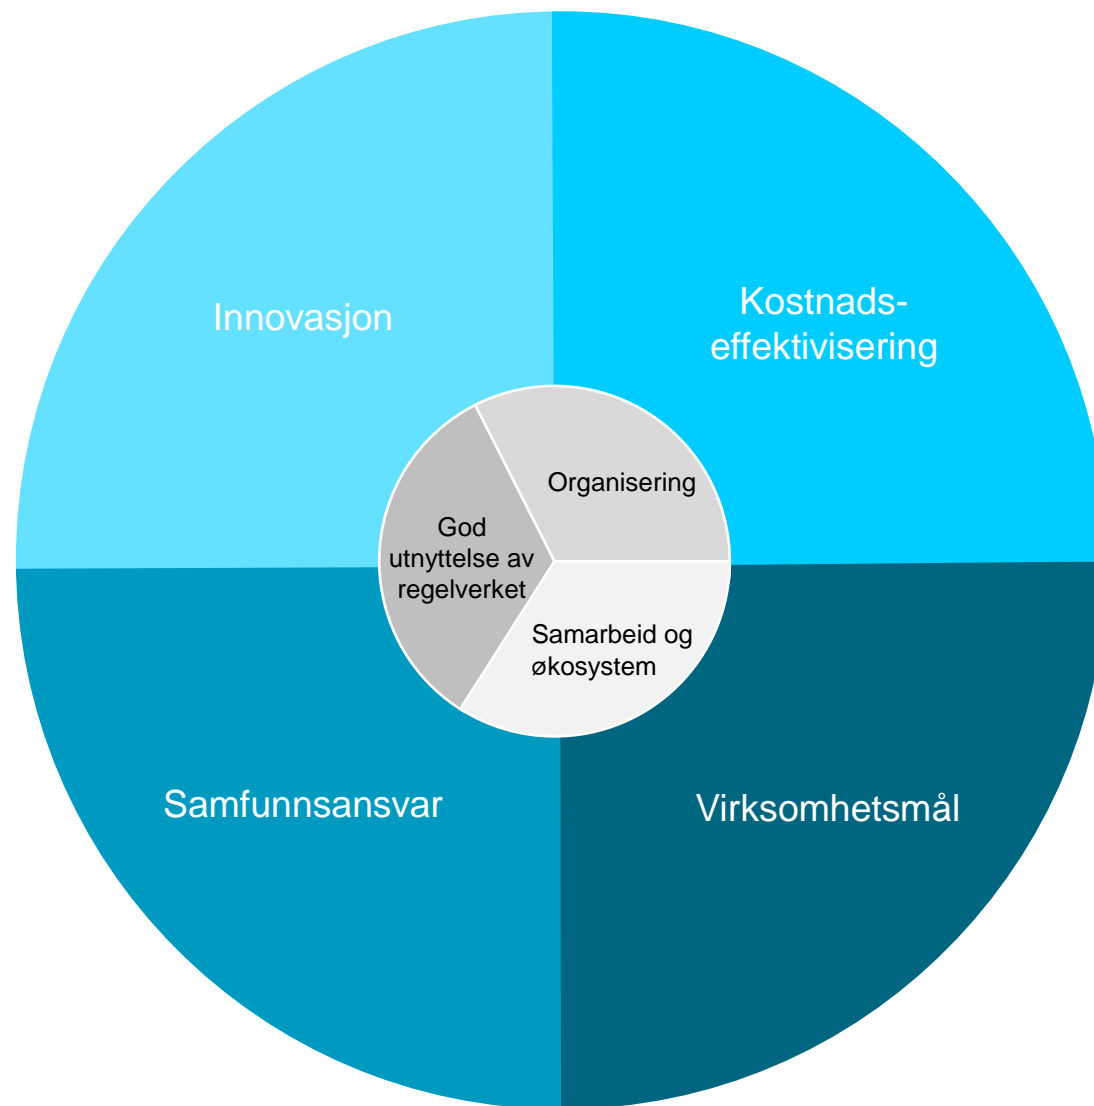 Innovasjon
Kostnads-
effektivisering
Organisering
God
utnyttelse av
regelverket
Samarbeid og
økosystem
Samfunnsansvar
Virksomhetsmål